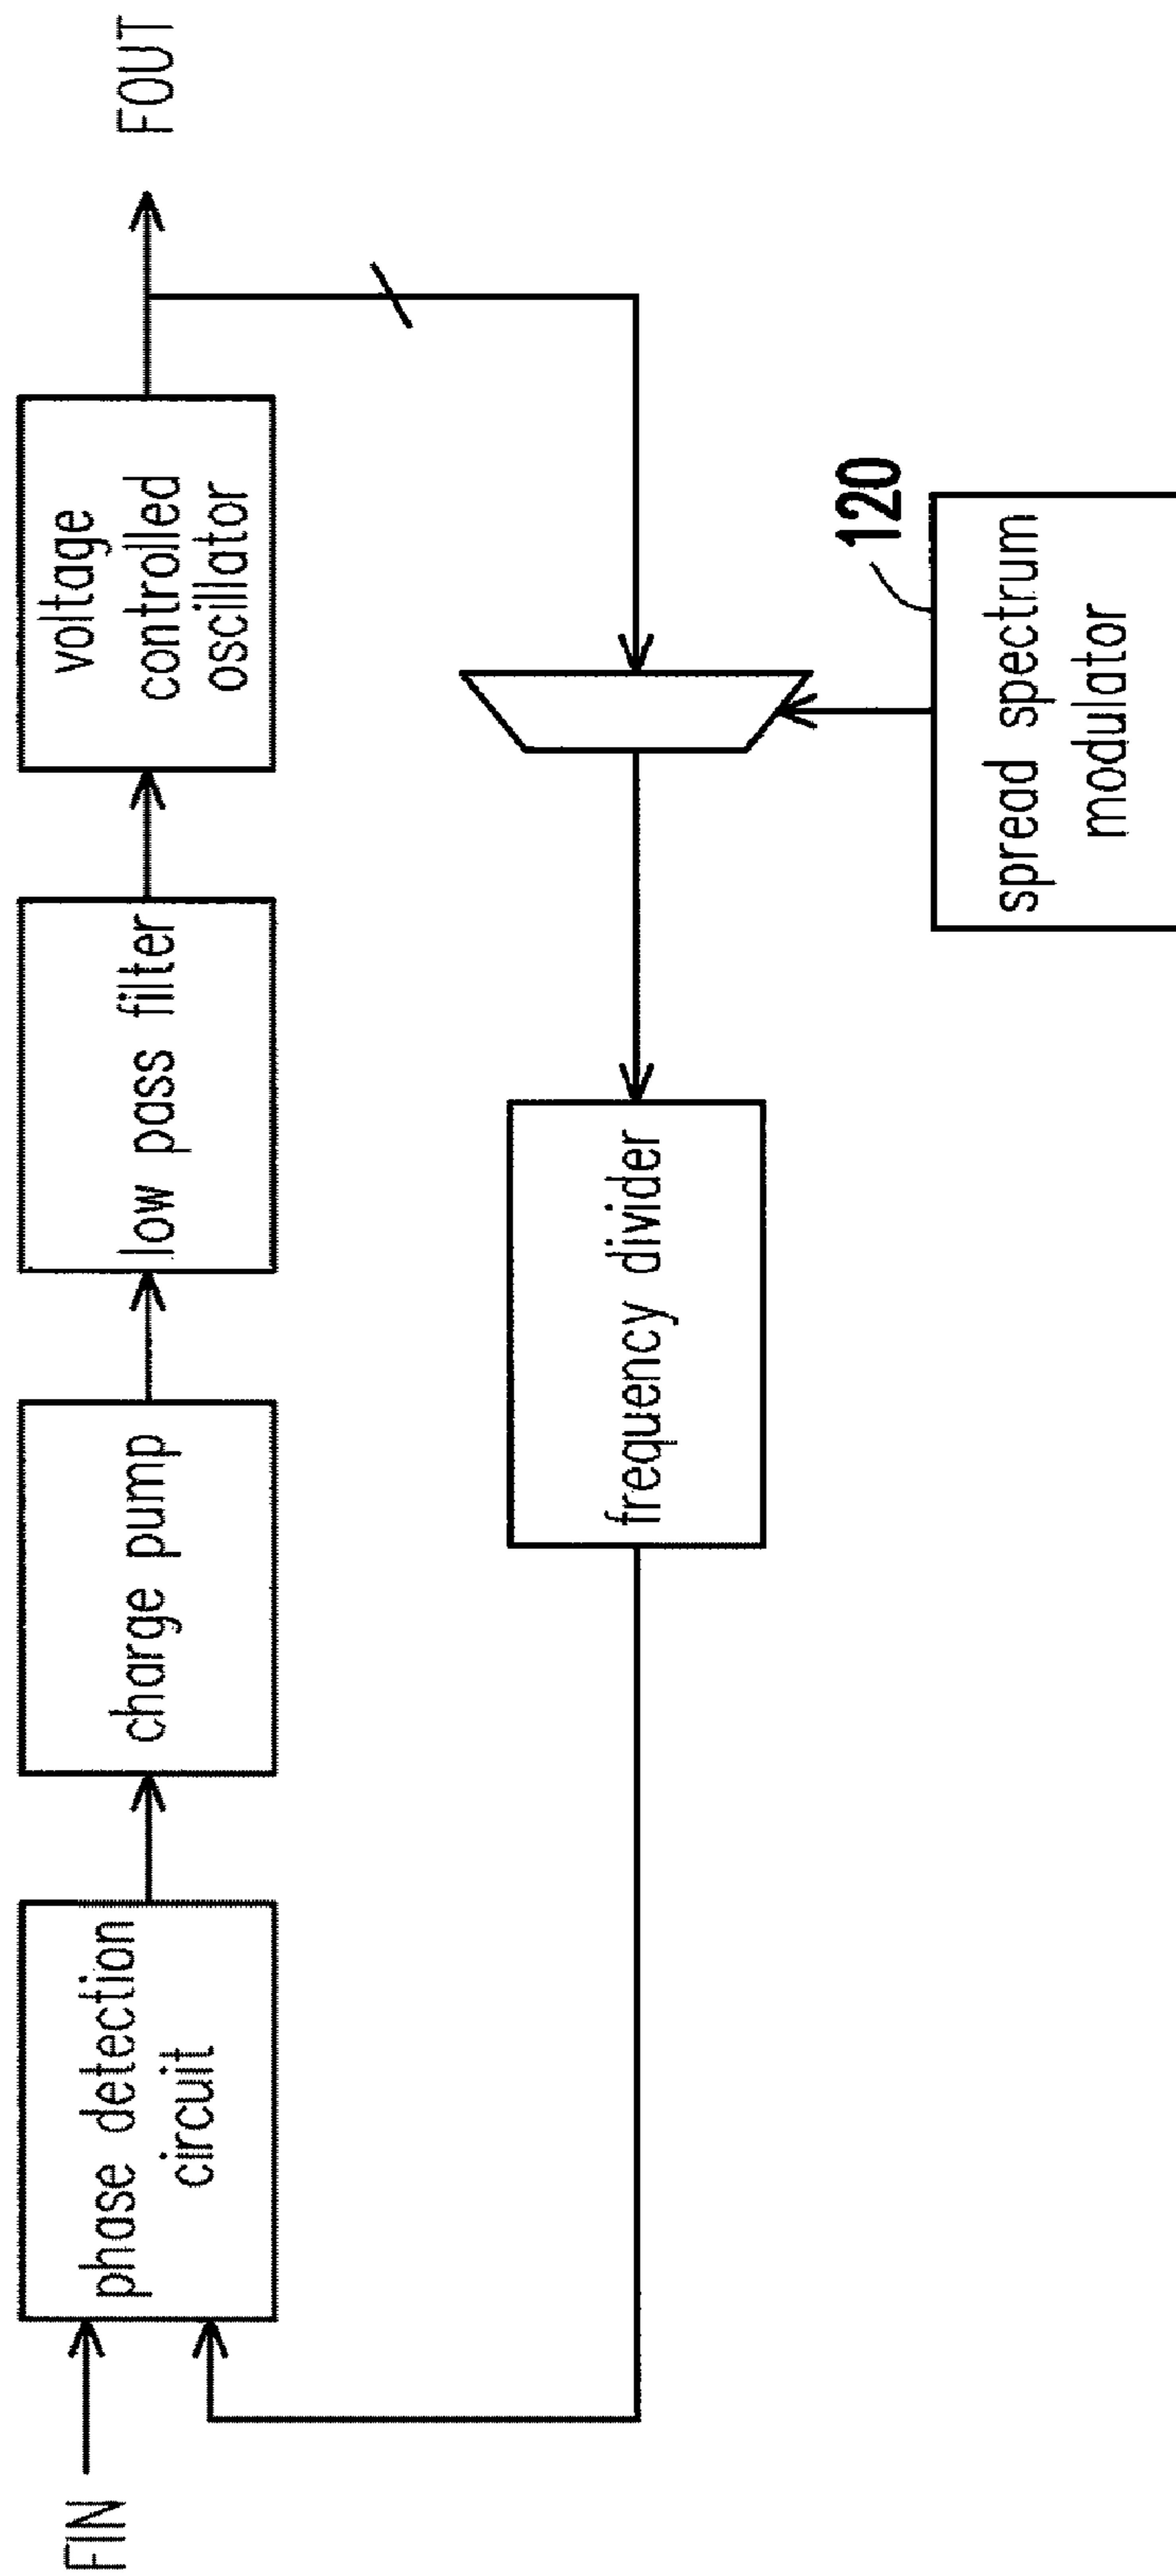 FIN
phase detection
circuit
charge pump
low pass filter
voltage
controlled
oscillator
FOUT
frequency divider
120
spread spectrum
modulator